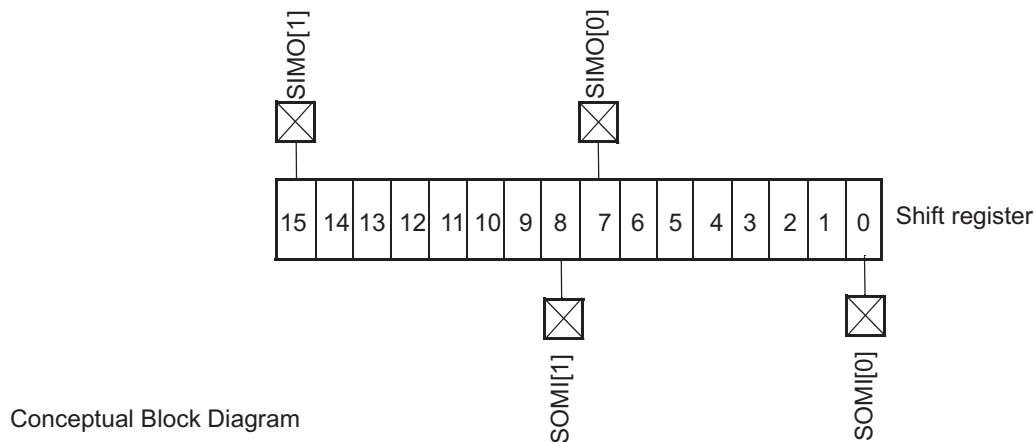 SIMO[1]
SIMO[0]
15 14 13 12 11 10 9 8 7 6 5 4 3 2 1 0
Shift register
SOMI[1]
SOMI[0]
Conceptual Block Diagram